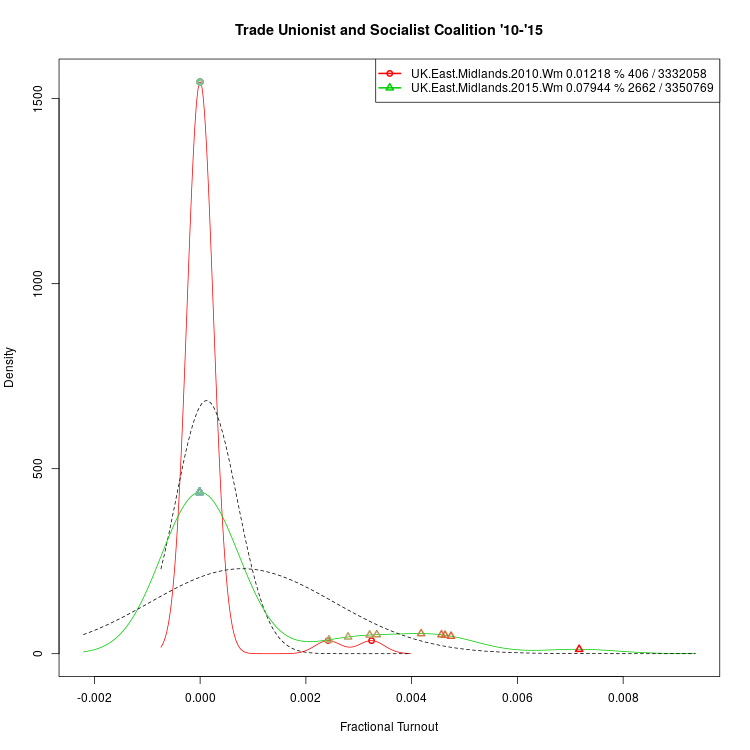 Trade Unionist and Socialist Coalition '10-'15
UK.East.Midlands.2010.Wm 0.01218 % 406 / 3332058
UK.East.Midlands.2015.Wm 0.07944 % 2662 / 3350769
1500
1000
500
0
Density
-0.002 0.000 0.002 0.004 0.006 0.008
Fractional Turnout